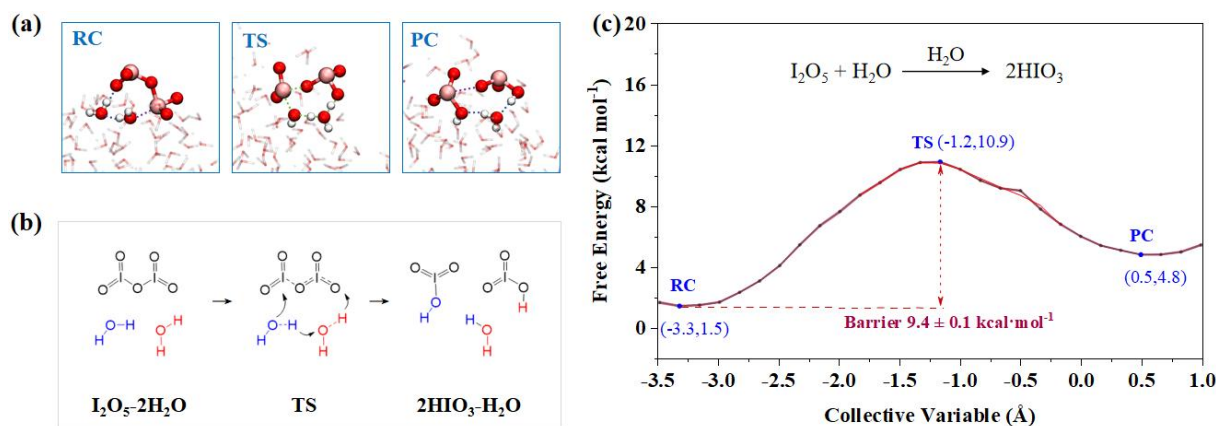 (a)
RC
TS
PC
(b)
O O O O
I I
O O
O
H
H
O
H
H
O O O O
I I
O
O
H
H
O
H
H
O O
I
O
H
O O
I
O
H
H
O
H
I₂O₅-2H₂O
TS
2HIO₃-H₂O
(c)
Free Energy (kcal mol⁻¹)
20
16
12
8
4
0
I₂O₅ + H₂O H₂O 2HIO₃
TS (-1.2,10.9)
PC
(0.5,4.8)
RC
(-3.3,1.5)
Barrier 9.4 ± 0.1 kcal·mol⁻¹
-3.5 -3.0 -2.5 -2.0 -1.5 -1.0 -0.5 0.0 0.5 1.0
Collective Variable (Å)